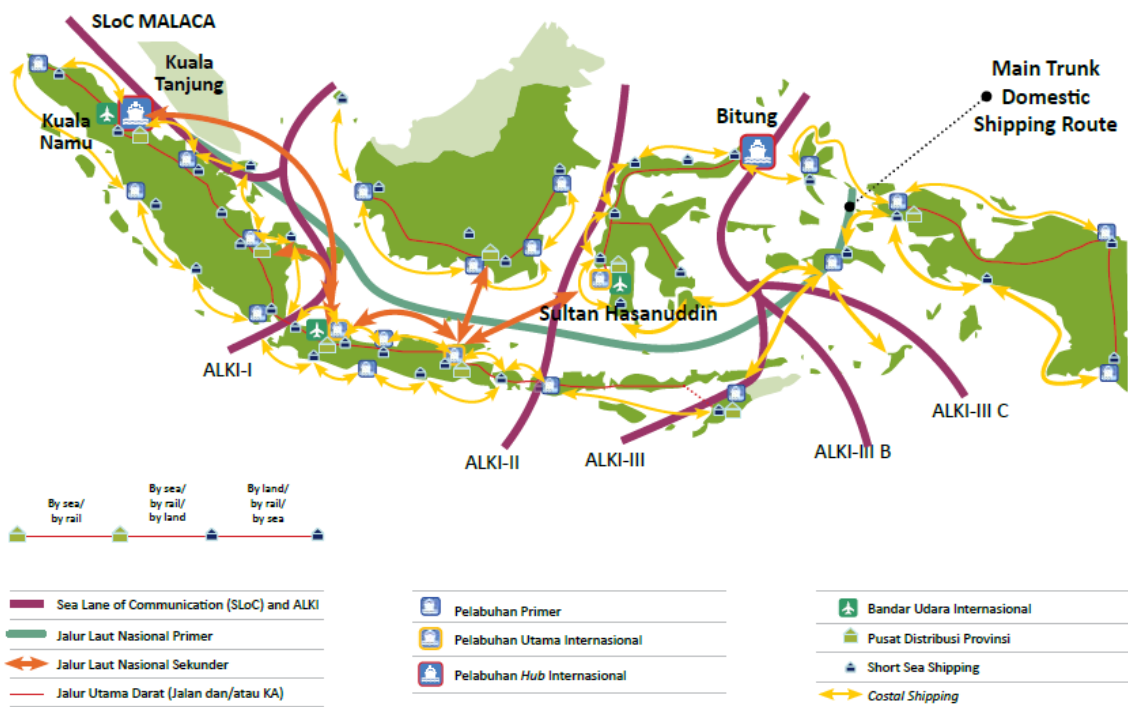 SLoC MALACA
Kuala
Tanjung
Kuala
Namu
Bitung
Main Trunk
Domestic
Shipping Route
Sultan Hasanuddin
ALKI-I
ALKI-II
ALKI-III
ALKI-III B
ALKI-III C
By sea/
by rail
By sea/
by rail/
by land
By land/
by rail/
by sea
Sea Lane of Communication (SLoC) and ALKI
Jalur Laut Nasional Primer
Jalur Laut Nasional Sekunder
Jalur Utama Darat (Jalan dan/atau KA)
Pelabuhan Primer
Pelabuhan Utama Internasional
Pelabuhan Hub Internasional
Bandar Udara Internasional
Pusat Distribusi Provinsi
Short Sea Shipping
Costal Shipping